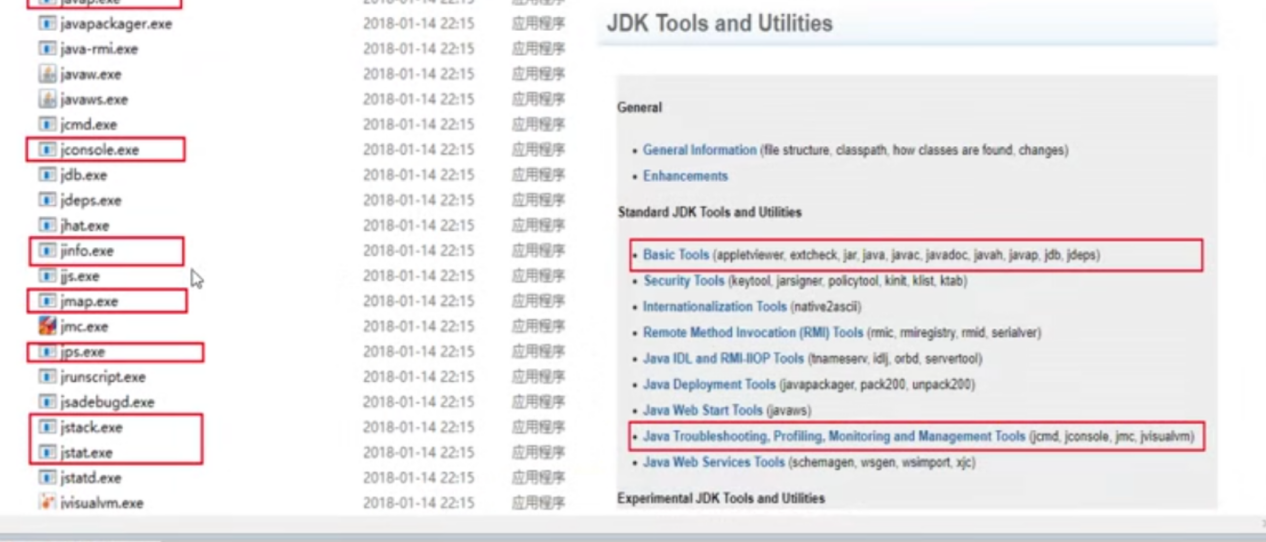 javap.exe
javapackager.exe 2018-01-14 22:15 应用程序
java-rmi.exe 2018-01-14 22:15 应用程序
javaw.exe 2018-01-14 22:15 应用程序
javaws.exe 2018-01-14 22:15 应用程序
jcmd.exe 2018-01-14 22:15 应用程序
jconsole.exe 2018-01-14 22:15 应用程序
jdb.exe 2018-01-14 22:15 应用程序
jdeps.exe 2018-01-14 22:15 应用程序
jhat.exe 2018-01-14 22:15 应用程序
jinfo.exe 2018-01-14 22:15 应用程序
jjs.exe 2018-01-14 22:15 应用程序
jmap.exe 2018-01-14 22:15 应用程序
jmc.exe 2018-01-14 22:15 应用程序
jps.exe 2018-01-14 22:15 应用程序
jrunscript.exe 2018-01-14 22:15 应用程序
jsadebugd.exe 2018-01-14 22:15 应用程序
jstack.exe 2018-01-14 22:15 应用程序
jstat.exe 2018-01-14 22:15 应用程序
jstatd.exe 2018-01-14 22:15 应用程序
jvisualvm.exe 2018-01-14 22:15 应用程序
JDK Tools and Utilities
General
• General Information (file structure, classpath, how classes are found, changes)
• Enhancements
Standard JDK Tools and Utilities
• Basic Tools (appletviewer, extcheck, jar, java, javac, javadoc, javah, javap, jdb, jdeps)
• Security Tools (keytool, jarsigner, policytool, kinit, klist, ktab)
• Internationalization Tools (native2ascii)
• Remote Method Invocation (RMI) Tools (rmic, rmiregistry, rmid, serialver)
• Java IDL and RMI-IIOP Tools (tnameserv, idlj, orbd, servertool)
• Java Deployment Tools (javapackager, pack200, unpack200)
• Java Web Start Tools (javaws)
• Java Troubleshooting, Profiling, Monitoring and Management Tools (jcmd, jconsole, jmc, jvisualvm)
• Java Web Services Tools (schemagen, wsgen, wsimport, xjc)
Experimental JDK Tools and Utilities